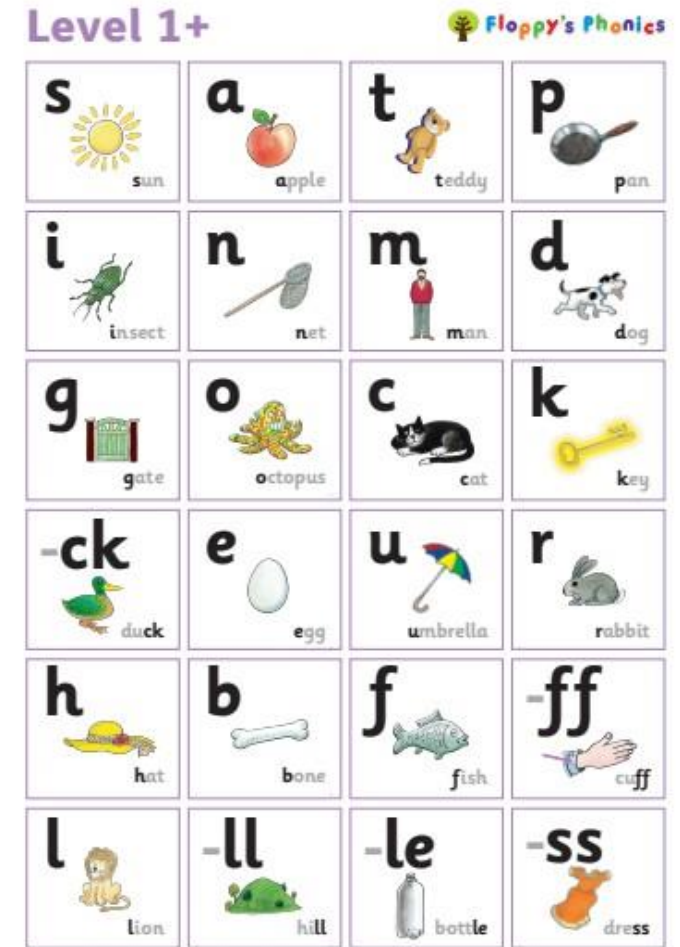 Level 1+
Floppy's Phonics
s
sun
a
apple
t
teddy
p
pan
i
insect
n
net
m
man
d
dog
g
gate
o
octopus
c
cat
k
key
-ck
duck
e
egg
u
umbrella
r
rabbit
h
hat
b
bone
f
fish
-ff
cuff
l
lion
-ll
hill
-le
bottle
-ss
dress